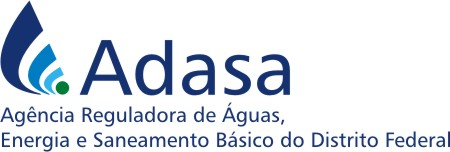 Adasa
Agência Reguladora de Águas,
Energia e Saneamento Básico do Distrito Federal